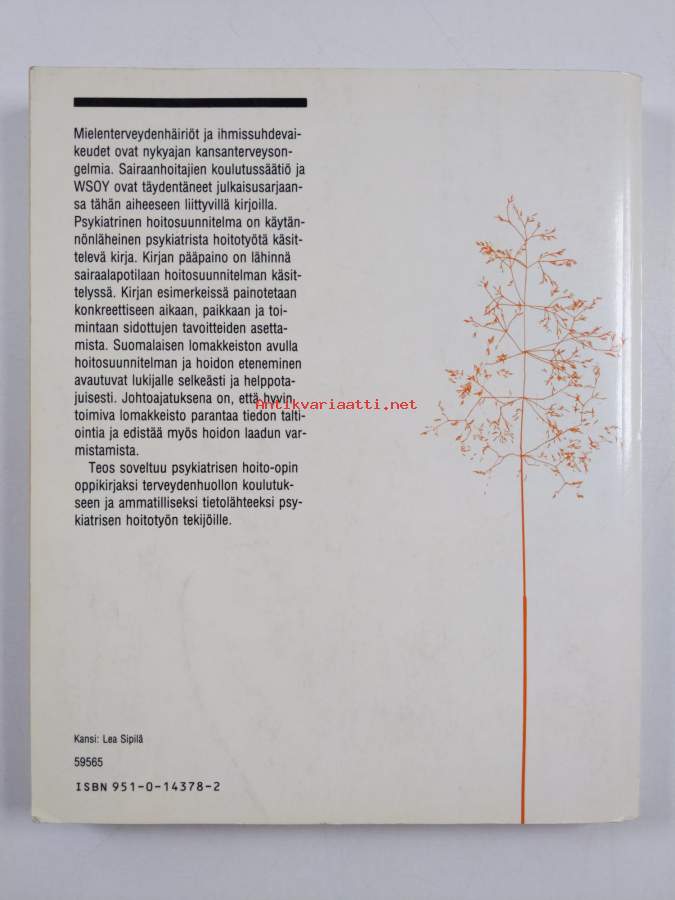 Mielenterveydenhäiriöt ja ihmissuhdevai-
keudet ovat nykyajan kansanterveyson-
gelmia. Sairaanhoitajien koulutussäätiö ja
WSOY ovat täydentäneet julkaisusarjaan-
sa tähän aiheeseen liittyvillä kirjoilla.
Psykiatrinen hoitosuunnitelma on käytän-
nönläheinen psykiatrista hoitotyötä käsit-
televä kirja. Kirjan pääpaino on lähinnä
sairaalapotilaan hoitosuunnitelman käsit-
telyssä. Kirjan esimerkeissä painotetaan
konkreettiseen aikaan, paikkaan ja toi-
mintaan sidottujen tavoitteiden asetta-
mista. Suomalaisen lomakkeiston avulla
hoitosuunnitelman ja hoidon eteneminen
avautuvat lukijalle selkeästi ja helppota-
juisesti. Johtoajatuksena on, että hyvin
Antikvariaatti.net
toimiva lomakkeisto parantaa tiedon talti-
ointia ja edistää myös hoidon laadun var-
mistamista.
Teos soveltuu psykiatrisen hoito-opin
oppikirjaksi terveydenhuollon koulutuk-
seen ja ammatilliseksi tietolähteeksi psy-
kiatrisen hoitotyön tekijöille.
Kansi: Lea Sipilä
59565
ISBN 951-0-14378-2